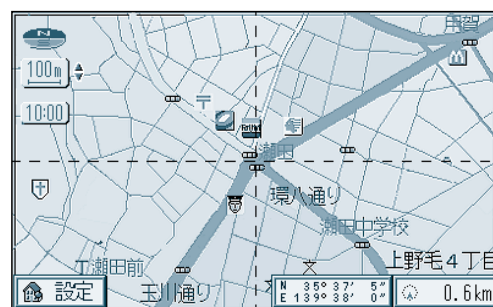 N
用賀
100m
10:00
瀬田
環八通り
瀬田中学校
上野毛4丁目
瀬田前
玉川通り
設定
N 35° 37' 5"
E 139° 38' 0"
0.6km